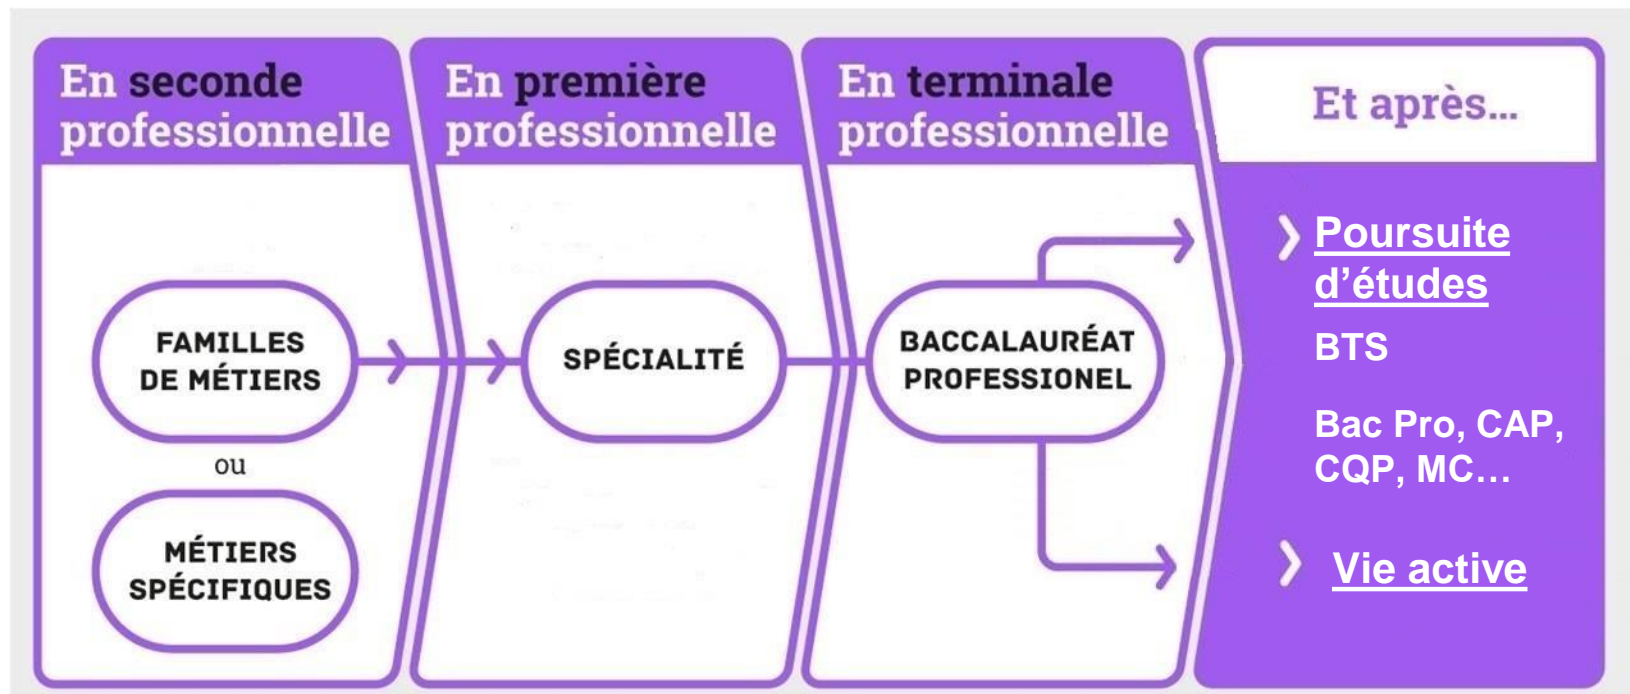 En seconde
professionnelle
FAMILLES
DE MÉTIERS
ou
MÉTIERS
SPÉCIFIQUES
En première
professionnelle
SPÉCIALITÉ
En terminale
professionnelle
BACCALAURÉAT
PROFESSIONEL
Et après...
Poursuite
d’études
BTS
Bac Pro, CAP,
CQP, MC…
Vie active